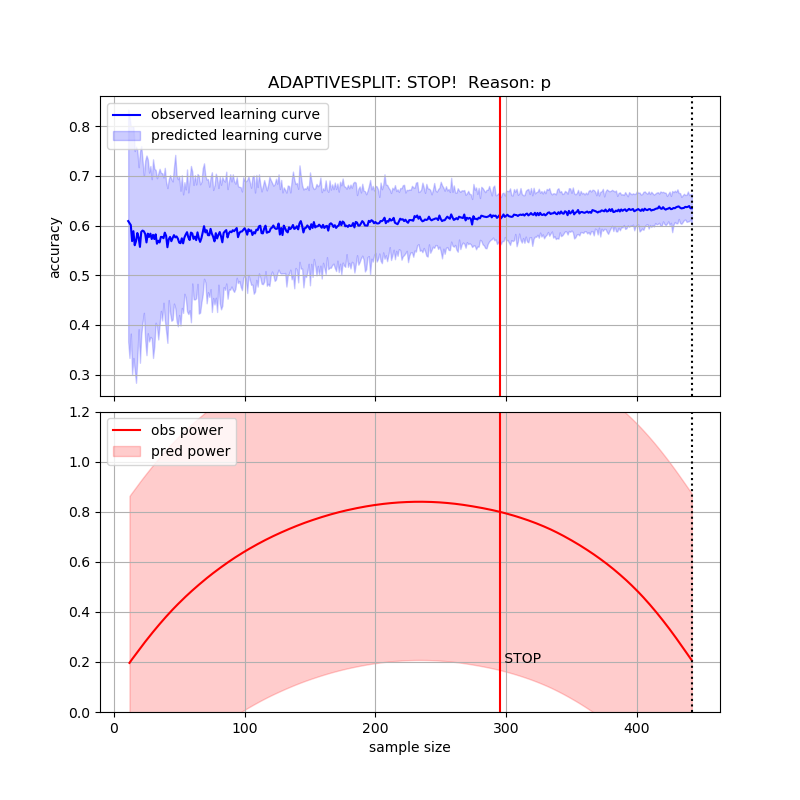 ADAPTIVESPLIT: STOP!  Reason: p
observed learning curve
predicted learning curve
0.8
0.7
0.6
0.5
0.4
0.3
accuracy
obs power
pred power
1.2
1.0
0.8
0.6
0.4
0.2
0.0
STOP
0
100
200
300
400
sample size